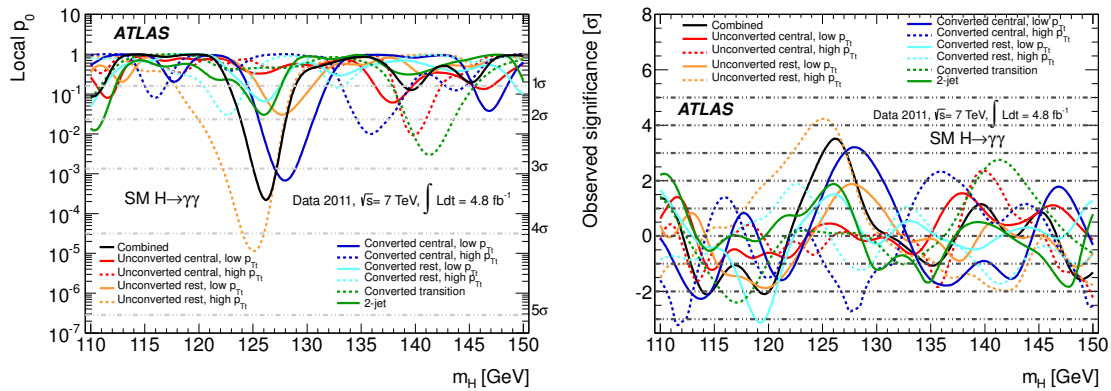 ATLAS
Local p0
1
10-1
10-2
10-3
10-4
10-5
10-6
10-7
1σ
2σ
3σ
4σ
5σ
SM H→γγ
Data 2011, √s= 7 TeV, ∫ Ldt = 4.8 fb-1
Combined
Unconverted central, low pTt
Unconverted central, high pTt
Unconverted rest, low pTt
Unconverted rest, high pTt
Converted central, low pTt
Converted central, high pTt
Converted rest, low pTt
Converted rest, high pTt
Converted transition
2-jet
110 115 120 125 130 135 140 145 150
mH [GeV]
Observed significance [σ]
8
6
4
2
0
-2
Combined
Unconverted central, low pTt
Unconverted central, high pTt
Unconverted rest, low pTt
Unconverted rest, high pTt
Converted central, low pTt
Converted central, high pTt
Converted rest, low pTt
Converted rest, high pTt
Converted transition
2-jet
ATLAS
Data 2011, √s= 7 TeV, ∫ Ldt = 4.8 fb-1
SM H→γγ
110 115 120 125 130 135 140 145 150
mH [GeV]